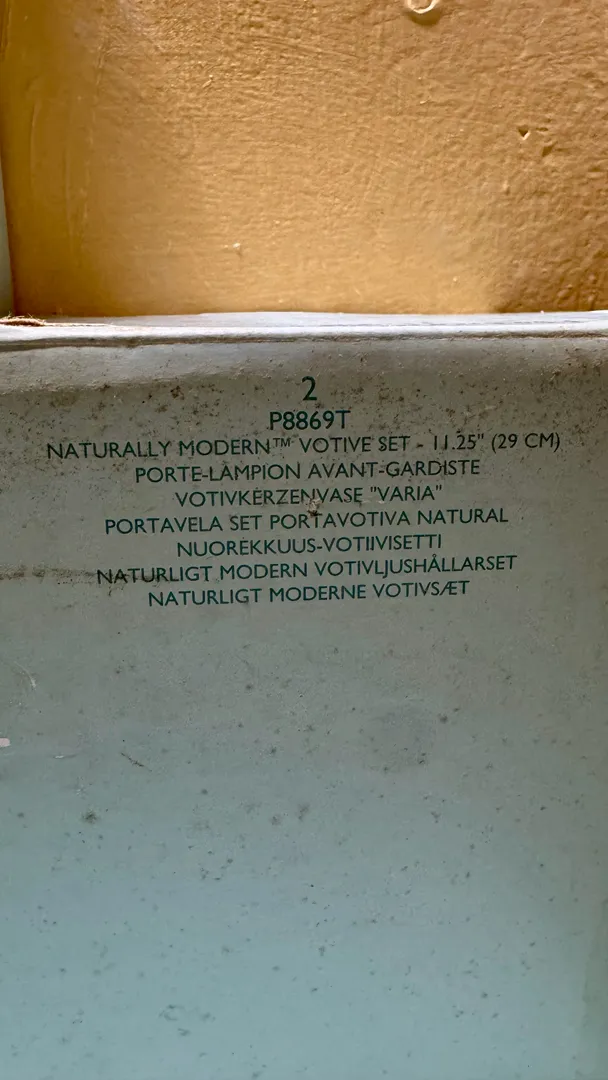 2
P8869T
NATURALLY MODERN™ VOTIVE SET - 11.25" (29 CM)
PORTE-LAMPION AVANT-GARDISTE
VOTIVKERZENVASE "VARIA"
PORTAVELA SET PORTAVOTIVA NATURAL
NUOREKKUUS-VOTIIVISETTI
NATURLIGT MODERN VOTIVLJUSHÅLLARSET
NATURLIGT MODERNE VOTIVSÆT